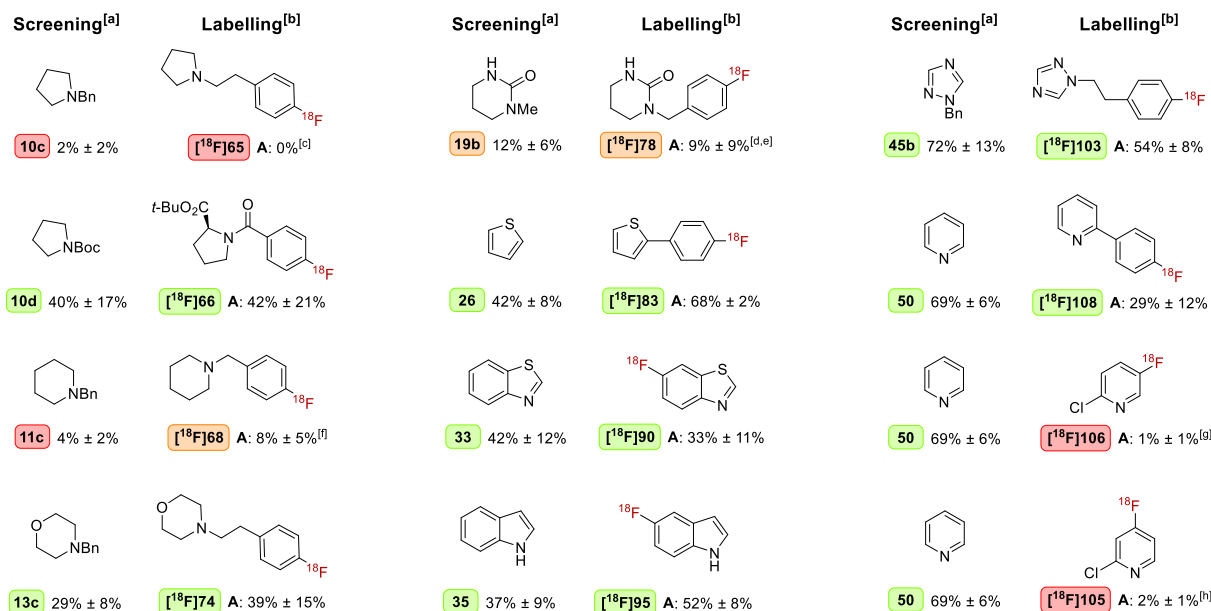 Screening[a] Labelling[b] Screening[a] Labelling[b] Screening[a] Labelling[b]
N Bn
10c 2% ± 2%
N 18F
[18F]65 A: 0%[c]
NH O N Me
19b 12% ± 6%
NH O N 18F
[18F]78 A: 9% ± 9%[d,e]
N N N Bn
45b 72% ± 13%
N N N 18F
[18F]103 A: 54% ± 8%
NBoc
10d 40% ± 17%
t-BuO2C O N 18F
[18F]66 A: 42% ± 21%
S
26 42% ± 8%
S 18F
[18F]83 A: 68% ± 2%
N
50 69% ± 6%
N 18F
[18F]108 A: 29% ± 12%
N Bn
11c 4% ± 2%
N 18F
[18F]68 A: 8% ± 5%[f]
S N
33 42% ± 12%
18F S N
[18F]90 A: 33% ± 11%
N
50 69% ± 6%
18F Cl N
[18F]106 A: 1% ± 1%[g]
O N Bn
13c 29% ± 8%
O N 18F
[18F]74 A: 39% ± 15%
N H
35 37% ± 9%
18F N H
[18F]95 A: 52% ± 8%
N
50 69% ± 6%
18F Cl N
[18F]105 A: 2% ± 1%[h]